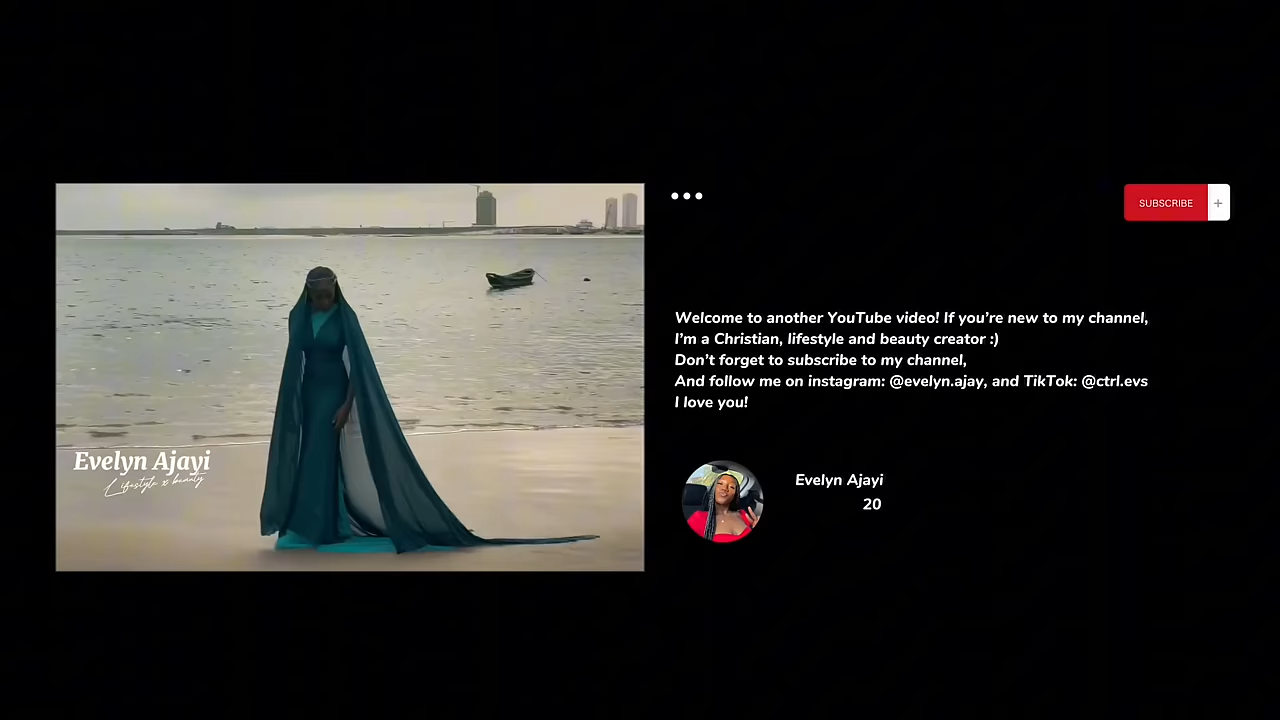 Evelyn Ajayi
Lifestyle x beauty
SUBSCRIBE +
Welcome to another YouTube video! If you're new to my channel,
I'm a Christian, lifestyle and beauty creator :)
Don't forget to subscribe to my channel,
And follow me on instagram: @evelyn.ajay, and TikTok: @ctrl.evs
I love you!
Evelyn Ajayi
20